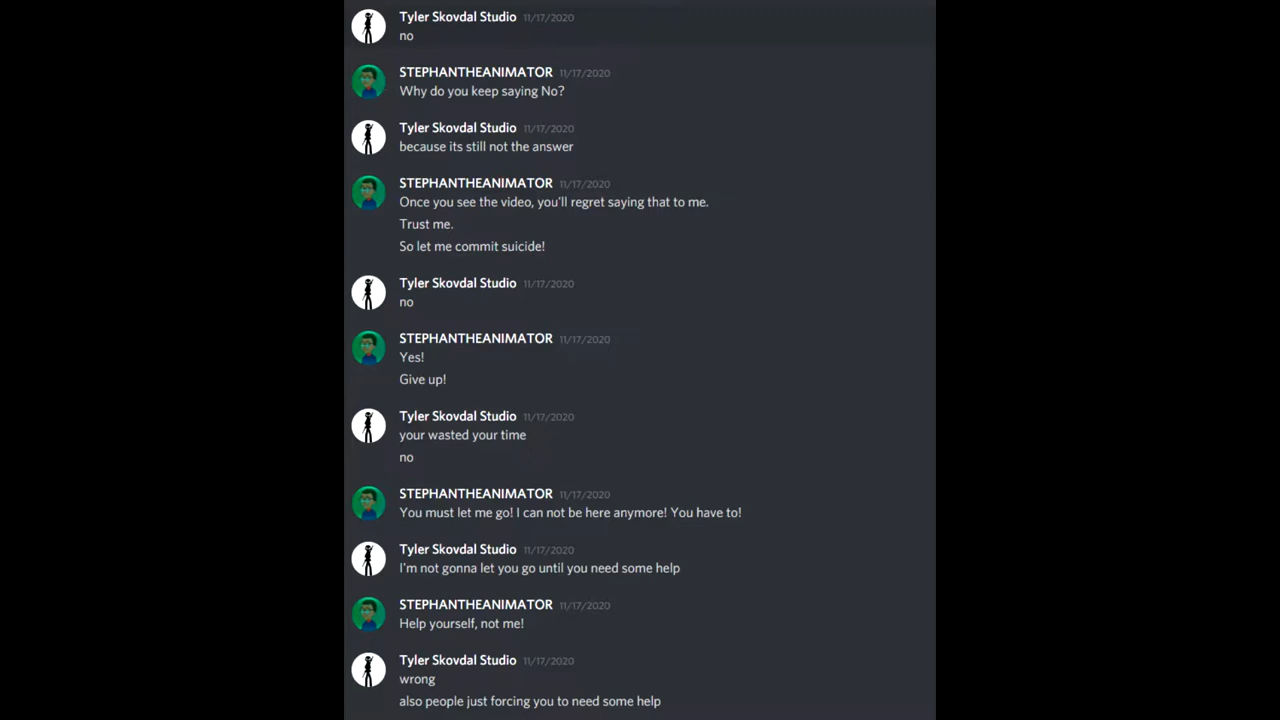 Tyler Skovdal Studio 11/17/2020
no
STEPHANTHEANIMATOR 11/17/2020
Why do you keep saying No?
Tyler Skovdal Studio 11/17/2020
because its still not the answer
STEPHANTHEANIMATOR 11/17/2020
Once you see the video, you'll regret saying that to me.
Trust me.
So let me commit suicide!
Tyler Skovdal Studio 11/17/2020
no
STEPHANTHEANIMATOR 11/17/2020
Yes!
Give up!
Tyler Skovdal Studio 11/17/2020
your wasted your time
no
STEPHANTHEANIMATOR 11/17/2020
You must let me go! I can not be here anymore! You have to!
Tyler Skovdal Studio 11/17/2020
I'm not gonna let you go until you need some help
STEPHANTHEANIMATOR 11/17/2020
Help yourself, not me!
Tyler Skovdal Studio 11/17/2020
wrong
also people just forcing you to need some help